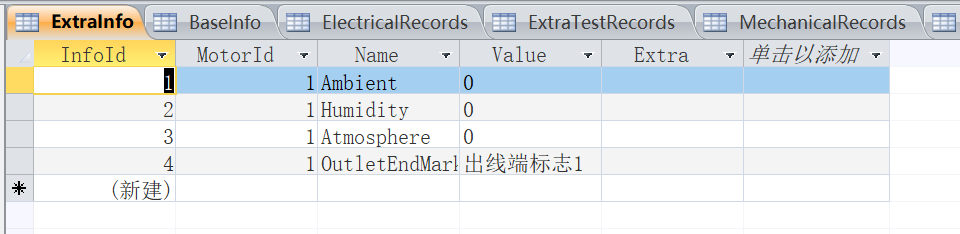 ExtraInfo BaseInfo ElectricalRecords ExtraTestRecords MechanicalRecords
InfoId MotorId Name Value Extra 单击以添加
1 1 Ambient 0
2 1 Humidity 0
3 1 Atmosphere 0
4 1 OutletEndMark 出线端标志1
(新建)